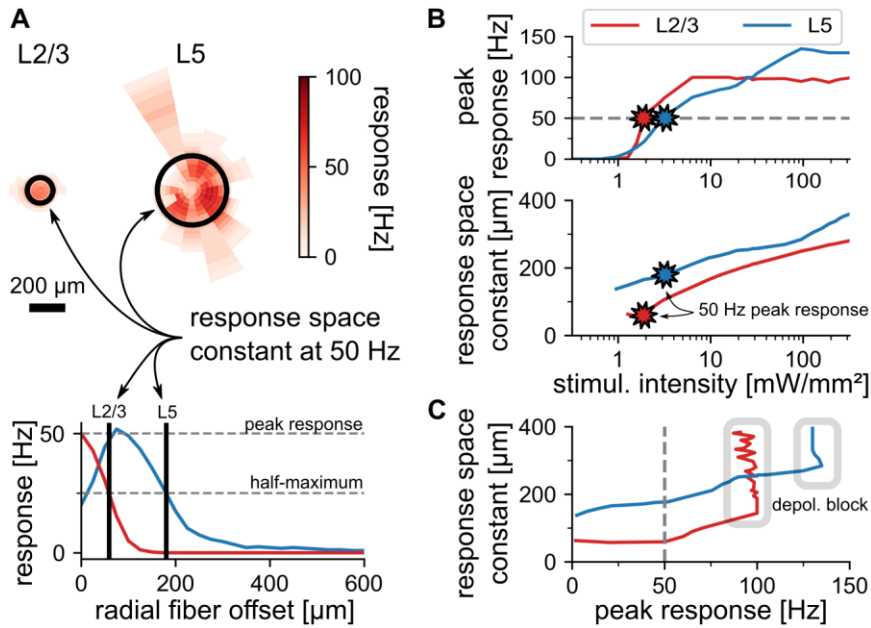 A
L2/3
L5
100
50
0
response [Hz]
200 µm
response space
constant at 50 Hz
L2/3
L5
peak response
half-maximum
50
0
response [Hz]
0
200
400
600
radial fiber offset [µm]
B
L2/3
L5
150
100
50
0
peak
response [Hz]
1
10
100
400
200
0
response space
constant [µm]
50 Hz peak response
1
10
100
stimul. intensity [mW/mm²]
C
400
200
0
response space
constant [µm]
depol. block
0
50
100
150
peak response [Hz]